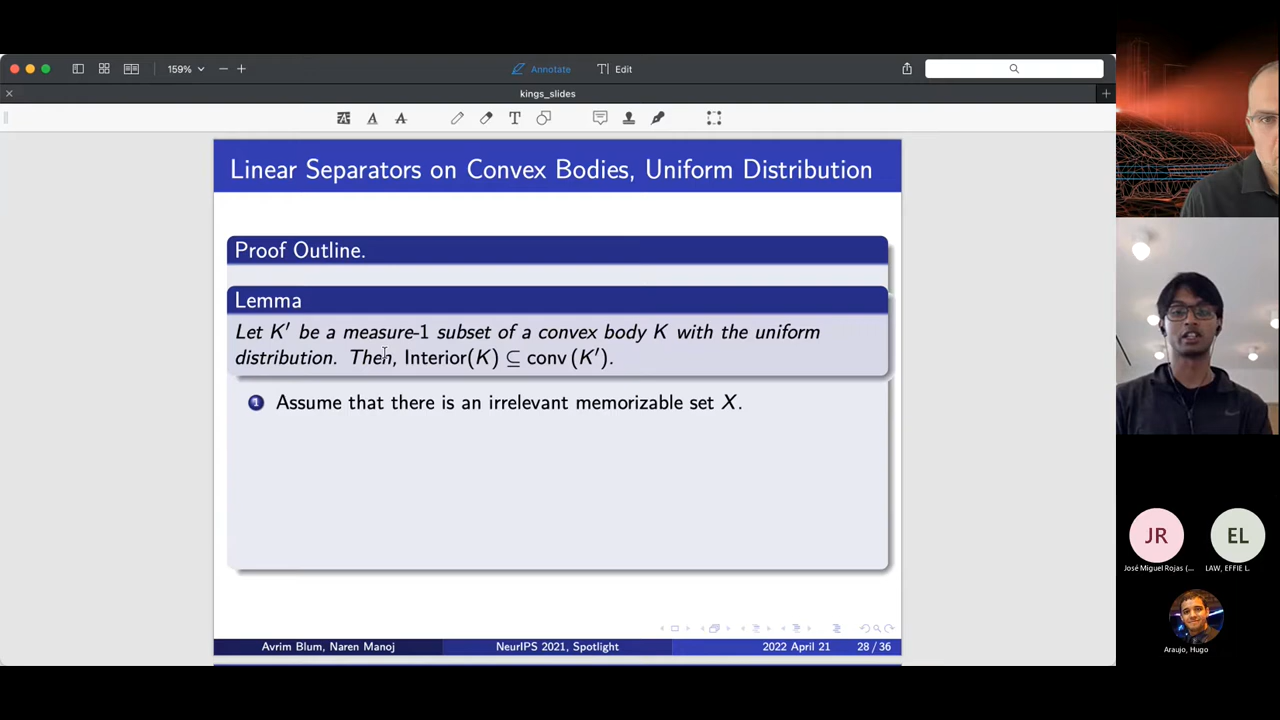 159%
Annotate
Edit
kings_slides
Linear Separators on Convex Bodies, Uniform Distribution
Proof Outline.
Lemma
Let K′ be a measure-1 subset of a convex body K with the uniform
distribution. Then, Interior(K) ⊆ conv (K′).
1 Assume that there is an irrelevant memorizable set X.
Avrim Blum, Naren Manoj
NeurIPS 2021, Spotlight
2022 April 21
28 / 36
JR
EL
José Miguel Rojas (...
LAW, EFFIE L.
Araujo, Hugo